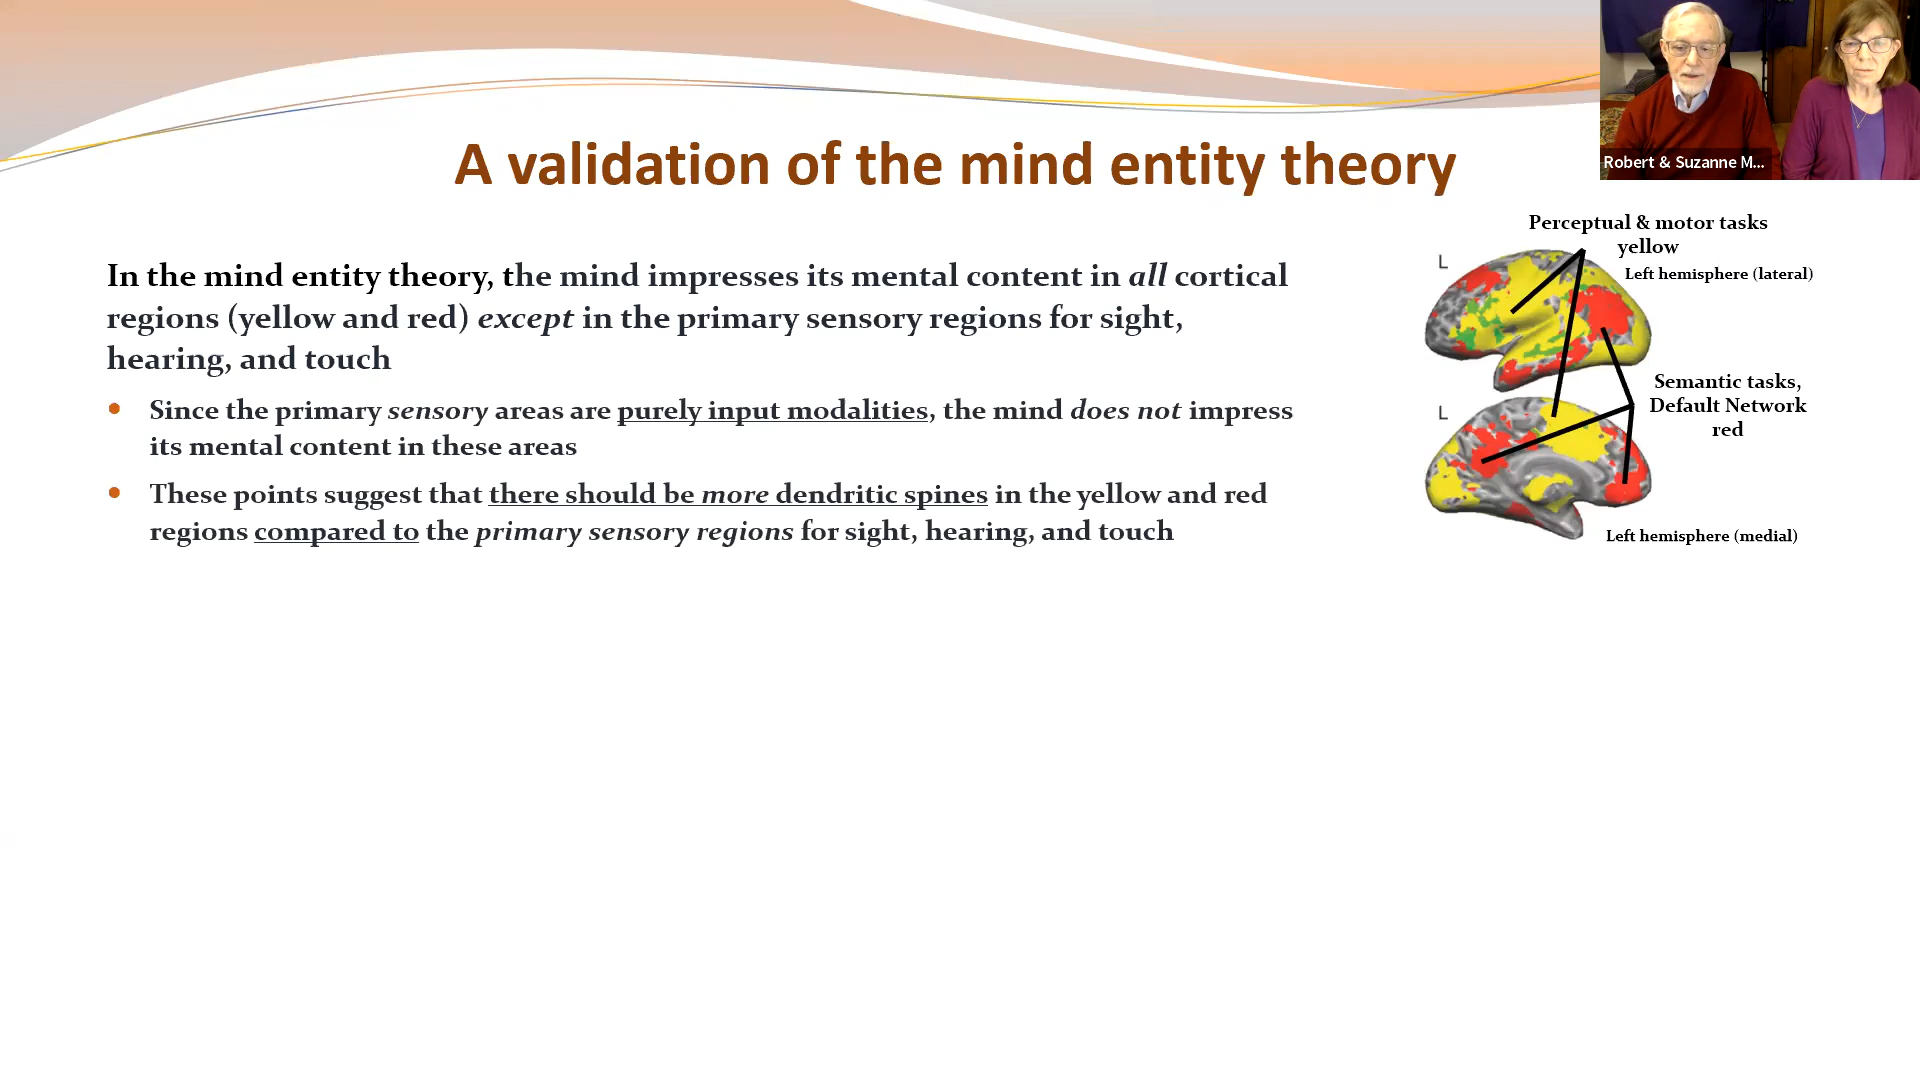 A validation of the mind entity theory
Robert & Suzanne M...
In the mind entity theory, the mind impresses its mental content in all cortical
regions (yellow and red) except in the primary sensory regions for sight,
hearing, and touch
• Since the primary sensory areas are purely input modalities, the mind does not impress
its mental content in these areas
• These points suggest that there should be more dendritic spines in the yellow and red
regions compared to the primary sensory regions for sight, hearing, and touch
Perceptual & motor tasks
yellow
L
Left hemisphere (lateral)
Semantic tasks,
Default Network
red
L
Left hemisphere (medial)